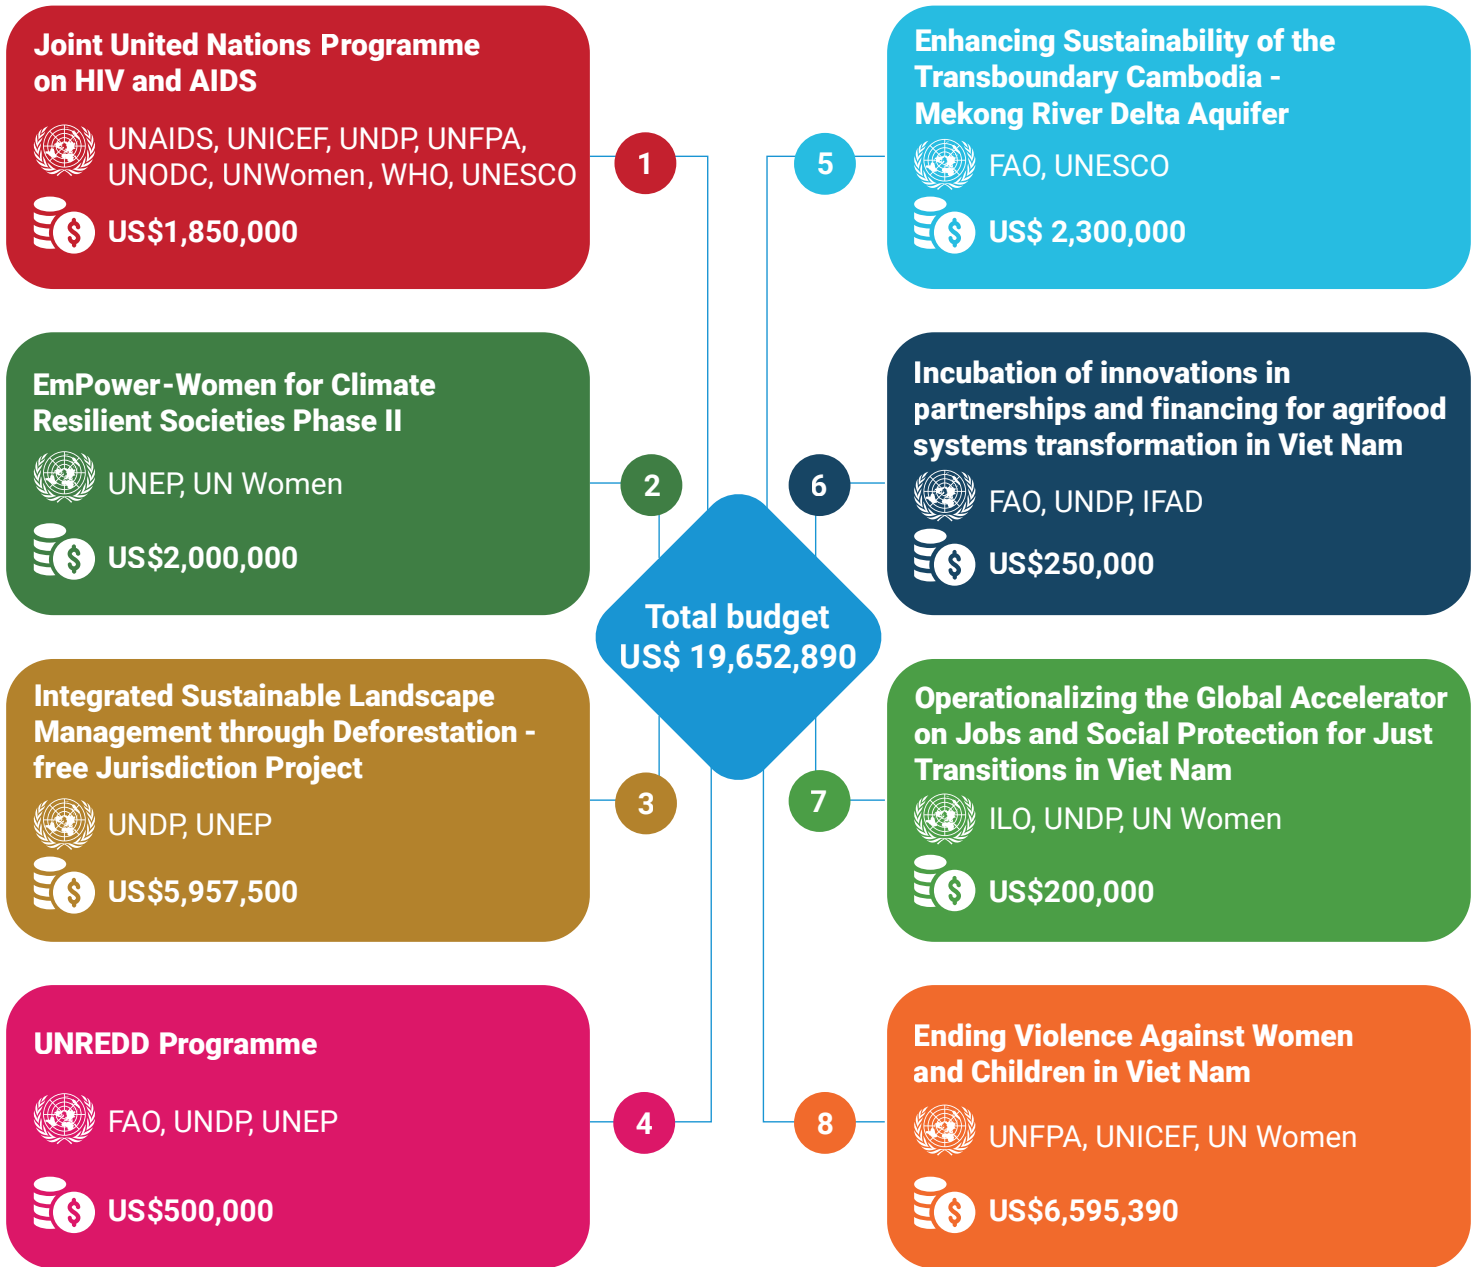 Joint United Nations Programme
on HIV and AIDS
UNAIDS, UNICEF, UNDP, UNFPA,
UNODC, UNWomen, WHO, UNESCO
US$1,850,000
1
EmPower-Women for Climate
Resilient Societies Phase II
UNEP, UN Women
US$2,000,000
2
Integrated Sustainable Landscape
Management through Deforestation -
free Jurisdiction Project
UNDP, UNEP
US$5,957,500
3
UNREDD Programme
FAO, UNDP, UNEP
US$500,000
4
Total budget
US$ 19,652,890
5
Enhancing Sustainability of the
Transboundary Cambodia -
Mekong River Delta Aquifer
FAO, UNESCO
US$ 2,300,000
6
Incubation of innovations in
partnerships and financing for agrifood
systems transformation in Viet Nam
FAO, UNDP, IFAD
US$250,000
7
Operationalizing the Global Accelerator
on Jobs and Social Protection for Just
Transitions in Viet Nam
ILO, UNDP, UN Women
US$200,000
8
Ending Violence Against Women
and Children in Viet Nam
UNFPA, UNICEF, UN Women
US$6,595,390